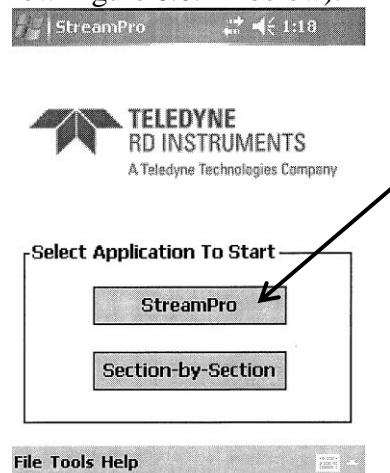 StreamPro 1:18
TELEDYNE
RD INSTRUMENTS
A Teledyne Technologies Company
Select Application To Start
StreamPro
Section-by-Section
File Tools Help